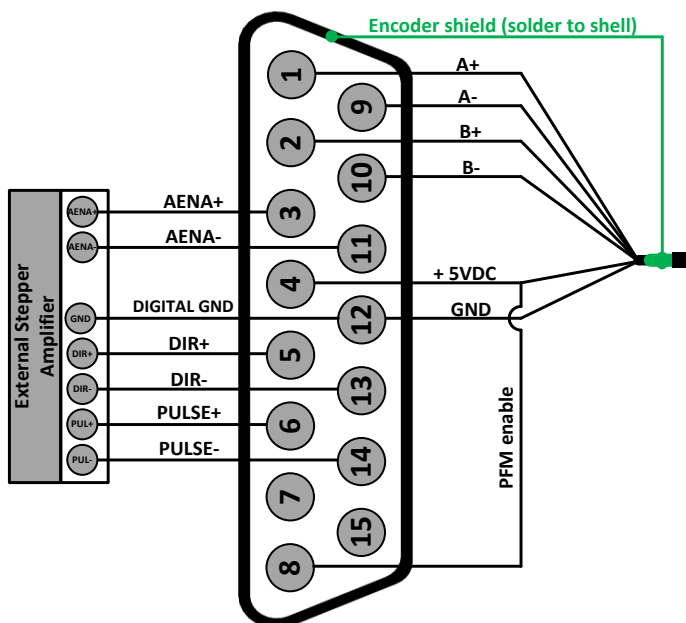 Encoder shield (solder to shell)
1
A+
9
A-
2
B+
10
B-
AENA+
AENA+
3
AENA-
AENA-
11
4
+ 5VDC
GND
DIGITAL GND
12
GND
External Stepper
Amplifier
DIR+
DIR+
5
DIR-
DIR-
13
PUL+
PULSE+
6
PUL-
PULSE-
14
PFM enable
7
15
8